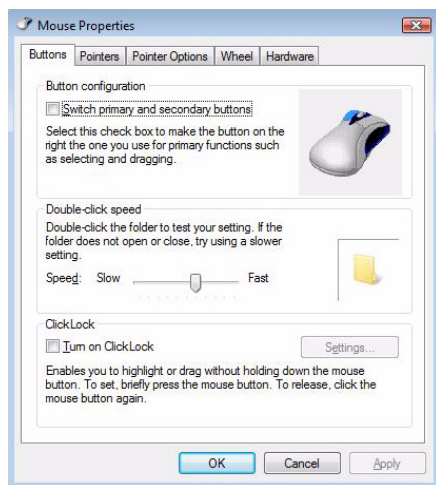 Mouse Properties
Buttons Pointers Pointer Options Wheel Hardware
Button configuration
Switch primary and secondary buttons
Select this check box to make the button on the
right the one you use for primary functions such
as selecting and dragging.
Double-click speed
Double-click the folder to test your setting. If the
folder does not open or close, try using a slower
setting.
Speed: Slow Fast
ClickLock
Turn on ClickLock
Settings...
Enables you to highlight or drag without holding down the mouse
button. To set, briefly press the mouse button. To release, click the
mouse button again.
OK Cancel Apply